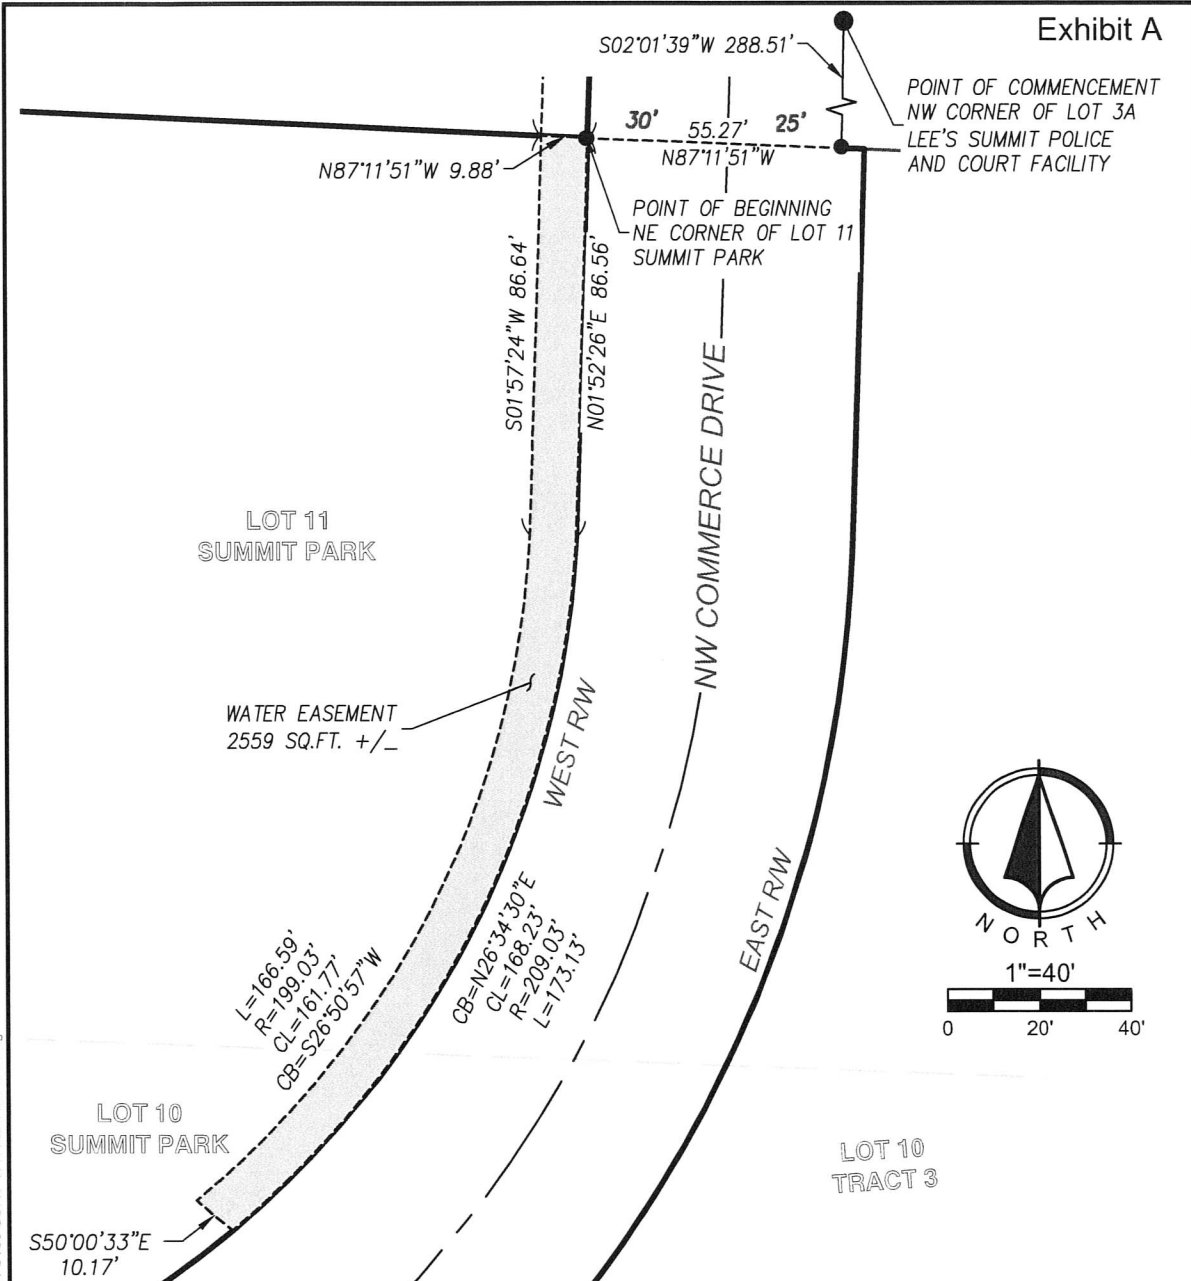 Exhibit A
S02°01'39"W 288.51'
POINT OF COMMENCEMENT
NW CORNER OF LOT 3A
LEE'S SUMMIT POLICE
AND COURT FACILITY
30'
55.27'
25'
N87°11'51"W
N87°11'51"W 9.88'
POINT OF BEGINNING
NE CORNER OF LOT 11
SUMMIT PARK
S01°57'24"W 86.64'
N01°52'26"E 86.56'
NW COMMERCE DRIVE
LOT 11
SUMMIT PARK
WATER EASEMENT
2559 SQ.FT. +/_
WEST R/W
EAST R/W
NORTH
1"=40'
0 20' 40'
L=166.59'
R=199.03'
CL=161.77'
CB=S26°50'57"W
CB=N26°34'30"E
CL=168.23'
R=209.03'
L=173.13'
LOT 10
SUMMIT PARK
LOT 10
TRACT 3
S50°00'33"E
10.17'